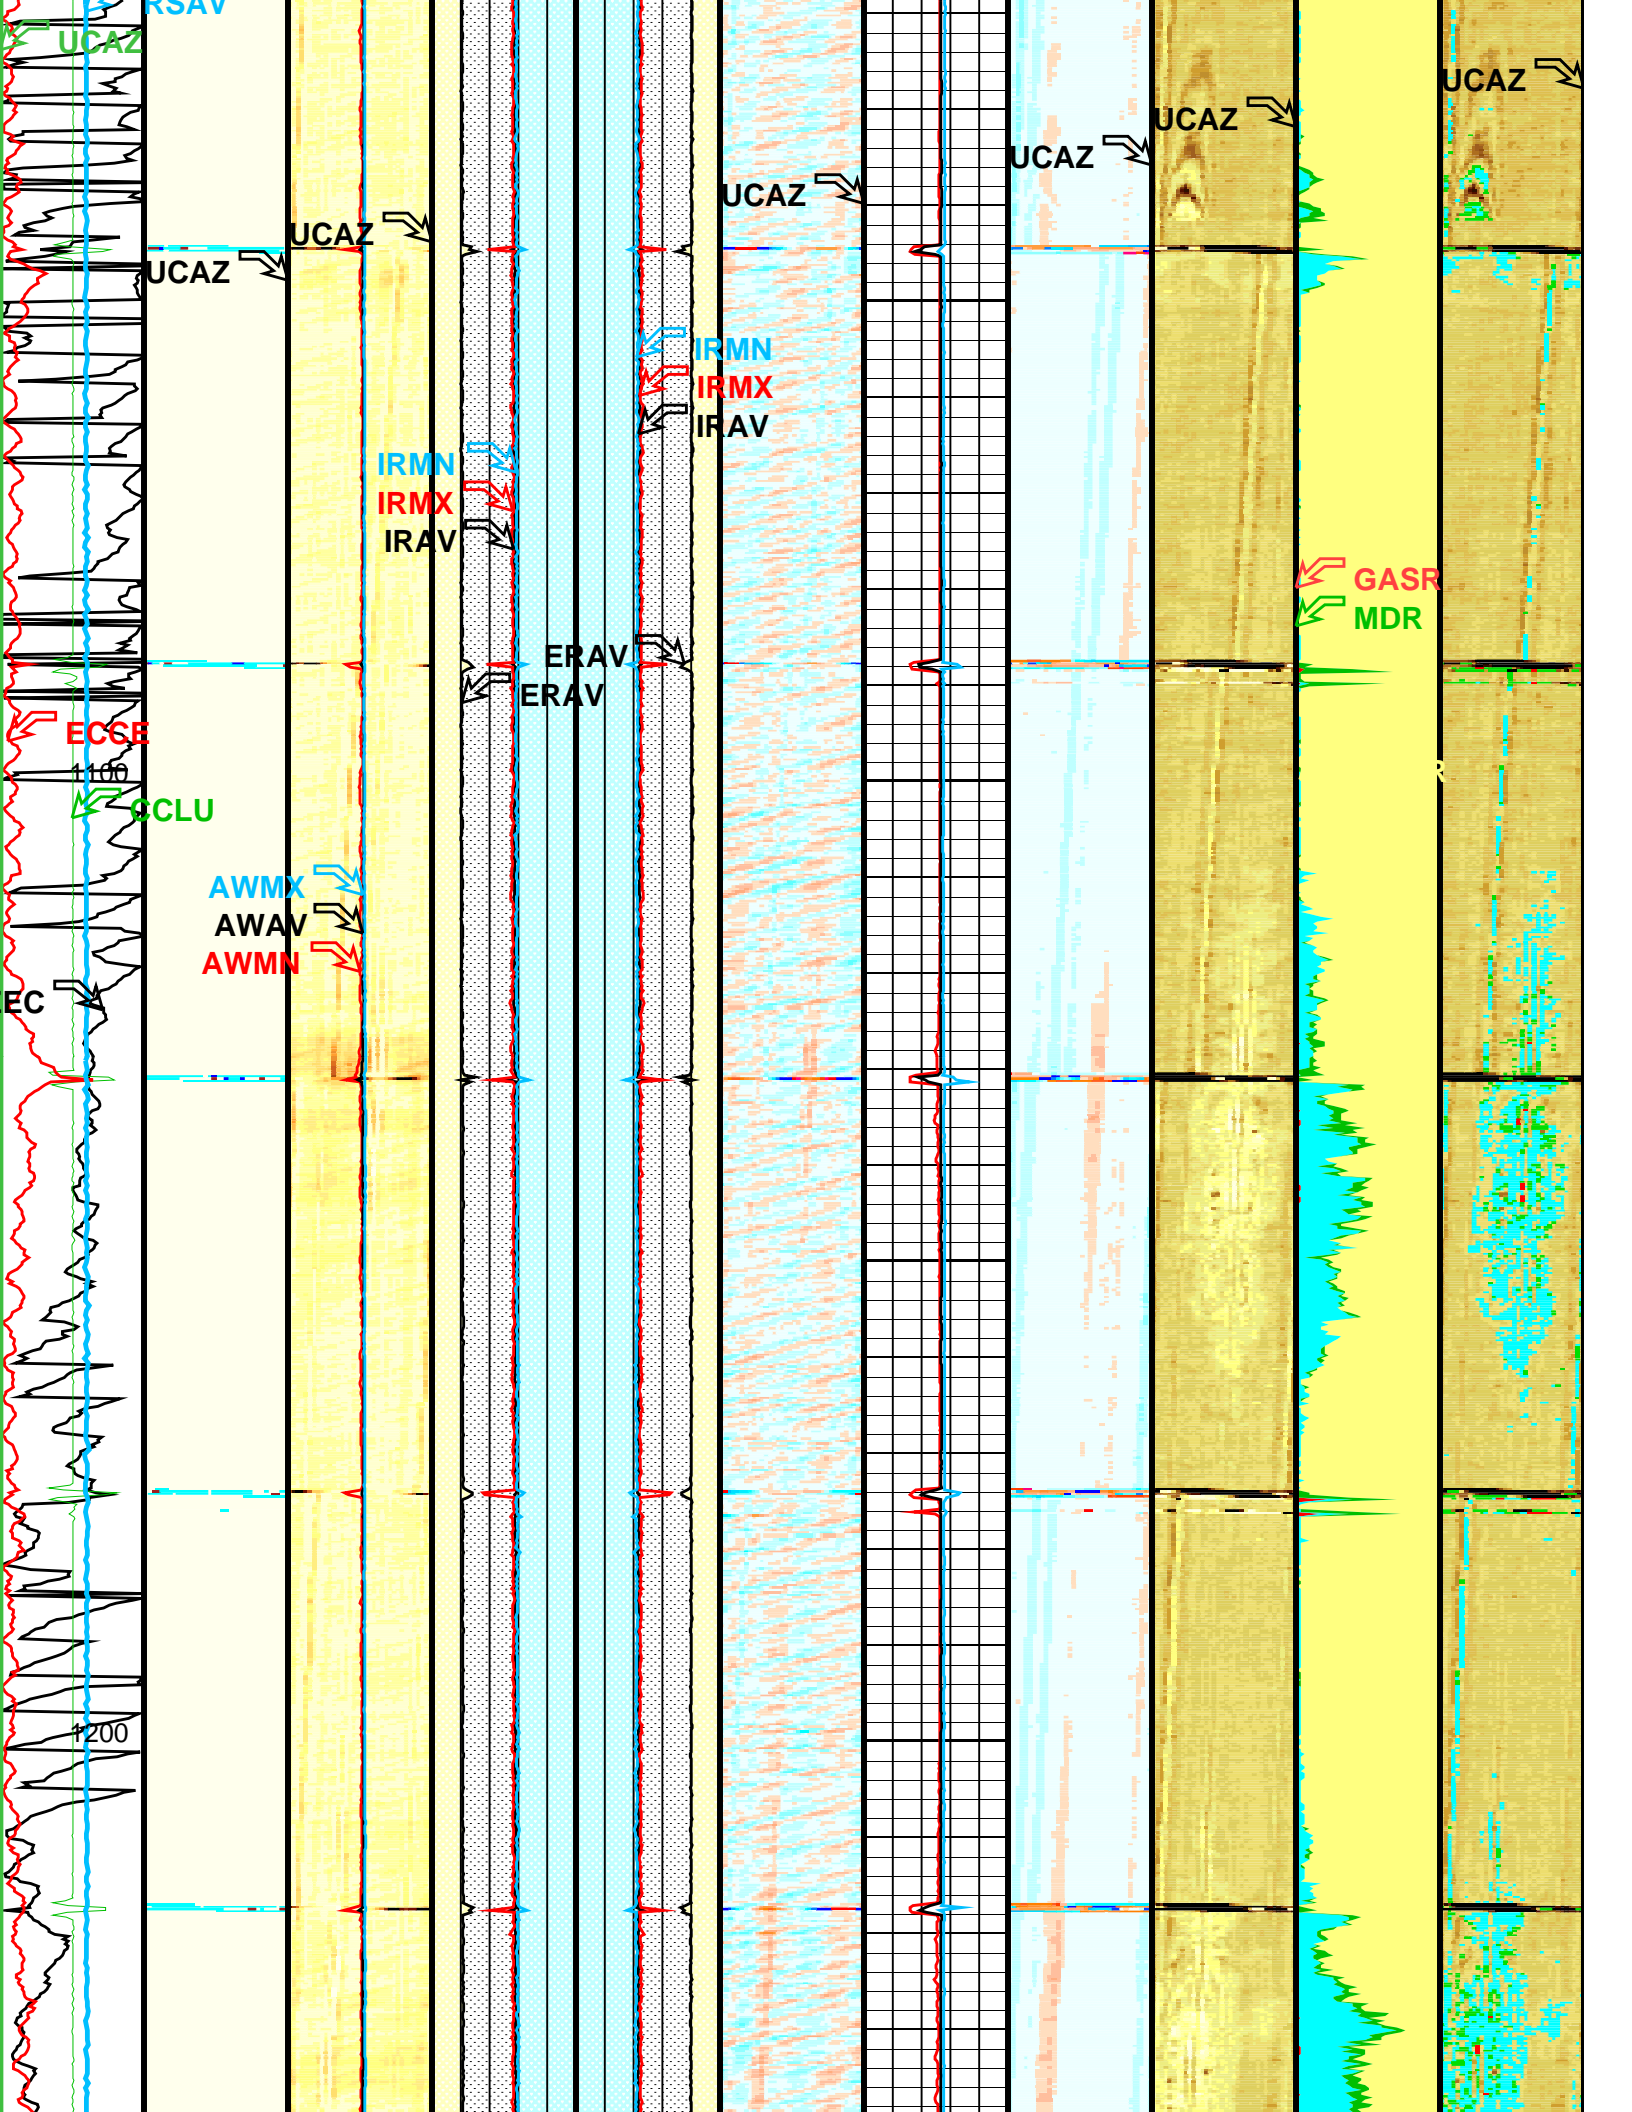 RSAV
UCAZ
UCAZ
UCAZ
UCAZ
UCAZ
UCAZ
UCAZ
IRMN
IRMX
IRAV
IRMN
IRMX
IRAV
GASR
MDR
ERAV
ERAV
ECCE
1100
R
CCLU
AWMX
AWAV
AWMN
EC
1200